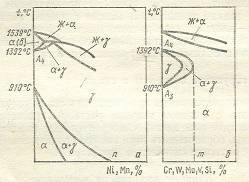 t,°C
t,°C
Ж+α
Ж+α
1539°C
Ж+γ
α(δ)
1392°C
A₄
1392°C
A₄
α+γ
γ
α+γ
910°C
γ
910°C
A₃
α
α
α+γ
n
a
m
б
Ni, Mn, %
Cr, W, Mo, V, Si, %